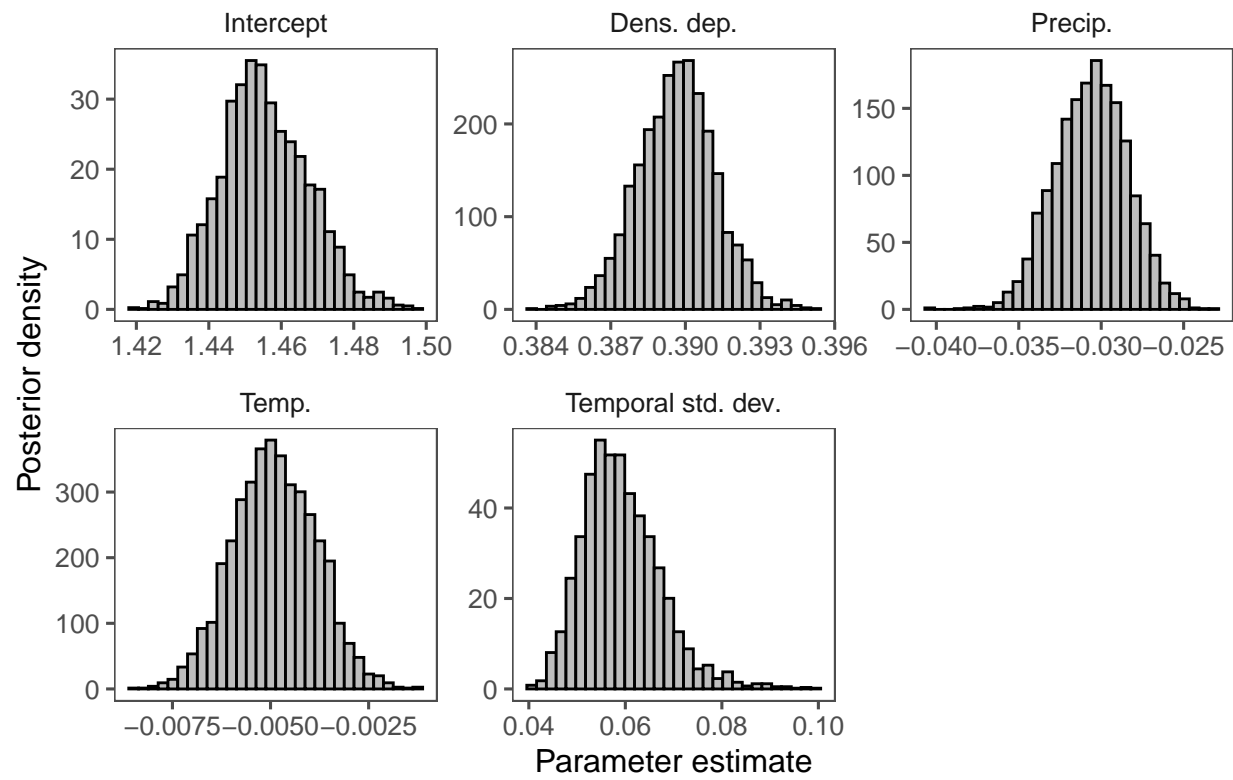 Intercept
Dens. dep.
Precip.
30
20
10
0
200
100
0
150
100
50
0
1.42 1.44 1.46 1.48 1.50
0.384 0.387 0.390 0.393 0.396
−0.040−0.035−0.030−0.025
Posterior density
Temp.
Temporal std. dev.
300
200
100
0
40
20
0
−0.0075−0.0050−0.0025
0.04 0.06 0.08 0.10
Parameter estimate